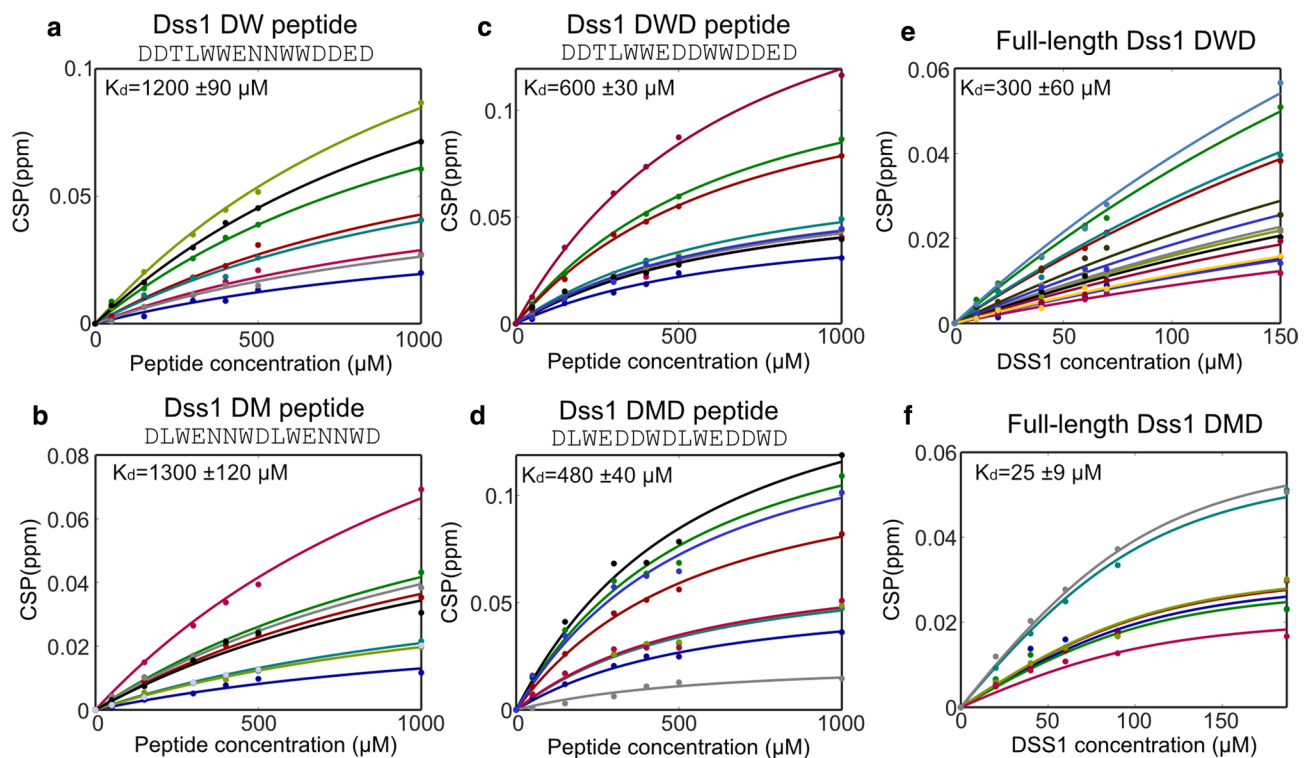 a
Dss1 DW peptide
DDTLWWENNWWDDED
Kd=1200 ±90 µM
CSP(ppm)
0.1
0.05
0
0
500
1000
Peptide concentration (µM)
c
Dss1 DWD peptide
DDTLWWEDDWWDDED
Kd=600 ±30 µM
CSP(ppm)
0.1
0.05
0
0
500
1000
Peptide concentration (µM)
e
Full-length Dss1 DWD
Kd=300 ±60 µM
CSP(ppm)
0.06
0.04
0.02
0
0
50
100
150
DSS1 concentration (µM)
b
Dss1 DM peptide
DLWENNWDLWENNWD
Kd=1300 ±120 µM
CSP(ppm)
0.08
0.06
0.04
0.02
0
0
500
1000
Peptide concentration (µM)
d
Dss1 DMD peptide
DLWEDDWDLWEDDWD
Kd=480 ±40 µM
CSP(ppm)
0.1
0.05
0
0
500
1000
Peptide concentration (µM)
f
Full-length Dss1 DMD
Kd=25 ±9 µM
CSP(ppm)
0.06
0.04
0.02
0
0
50
100
150
DSS1 concentration (µM)